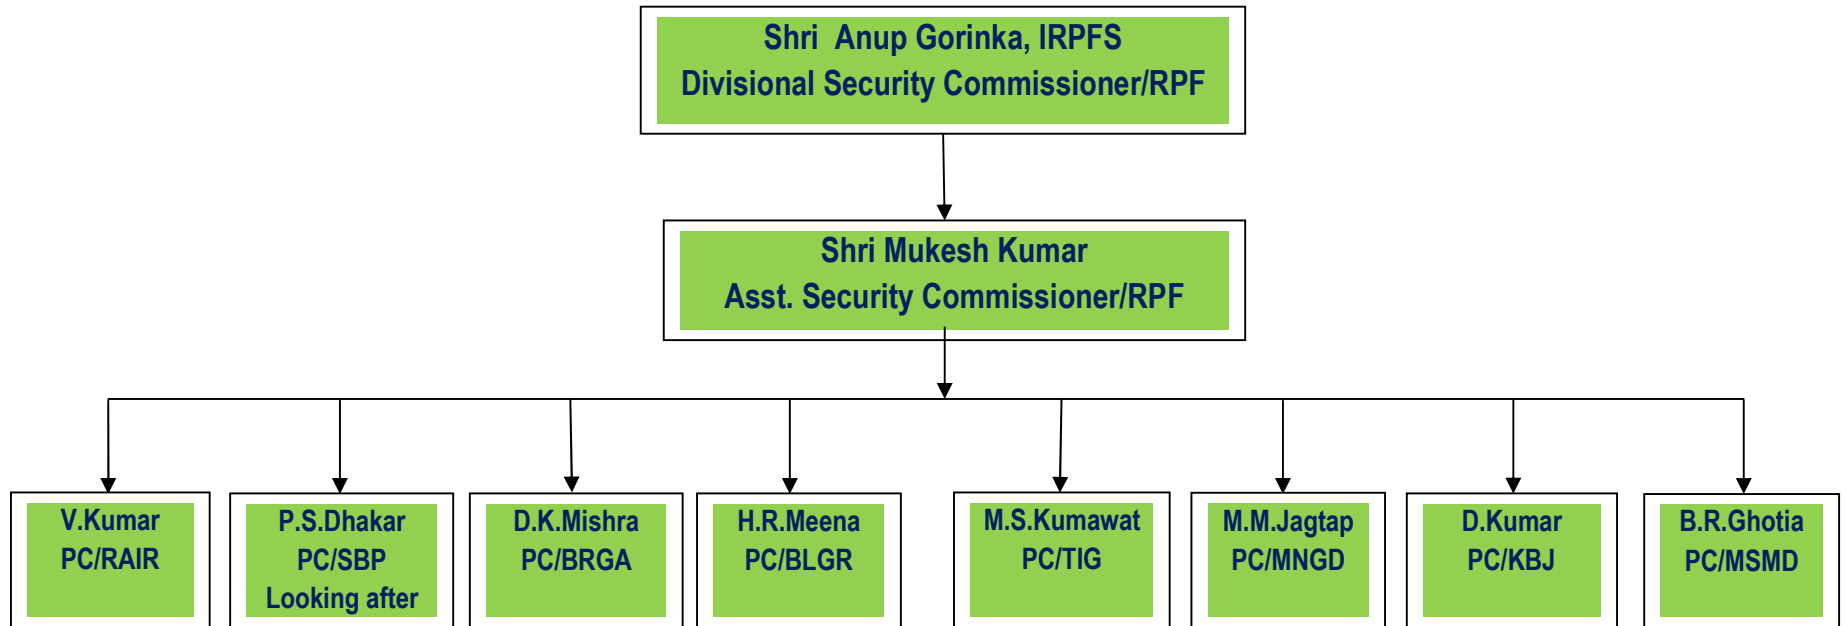 Shri Anup Gorinka, IRPFS
Divisional Security Commissioner/RPF
Shri Mukesh Kumar
Asst. Security Commissioner/RPF
V.Kumar
PC/RAIR
P.S.Dhakar
PC/SBP
Looking after
D.K.Mishra
PC/BRGA
H.R.Meena
PC/BLGR
M.S.Kumawat
PC/TIG
M.M.Jagtap
PC/MNGD
D.Kumar
PC/KBJ
B.R.Ghotia
PC/MSMD